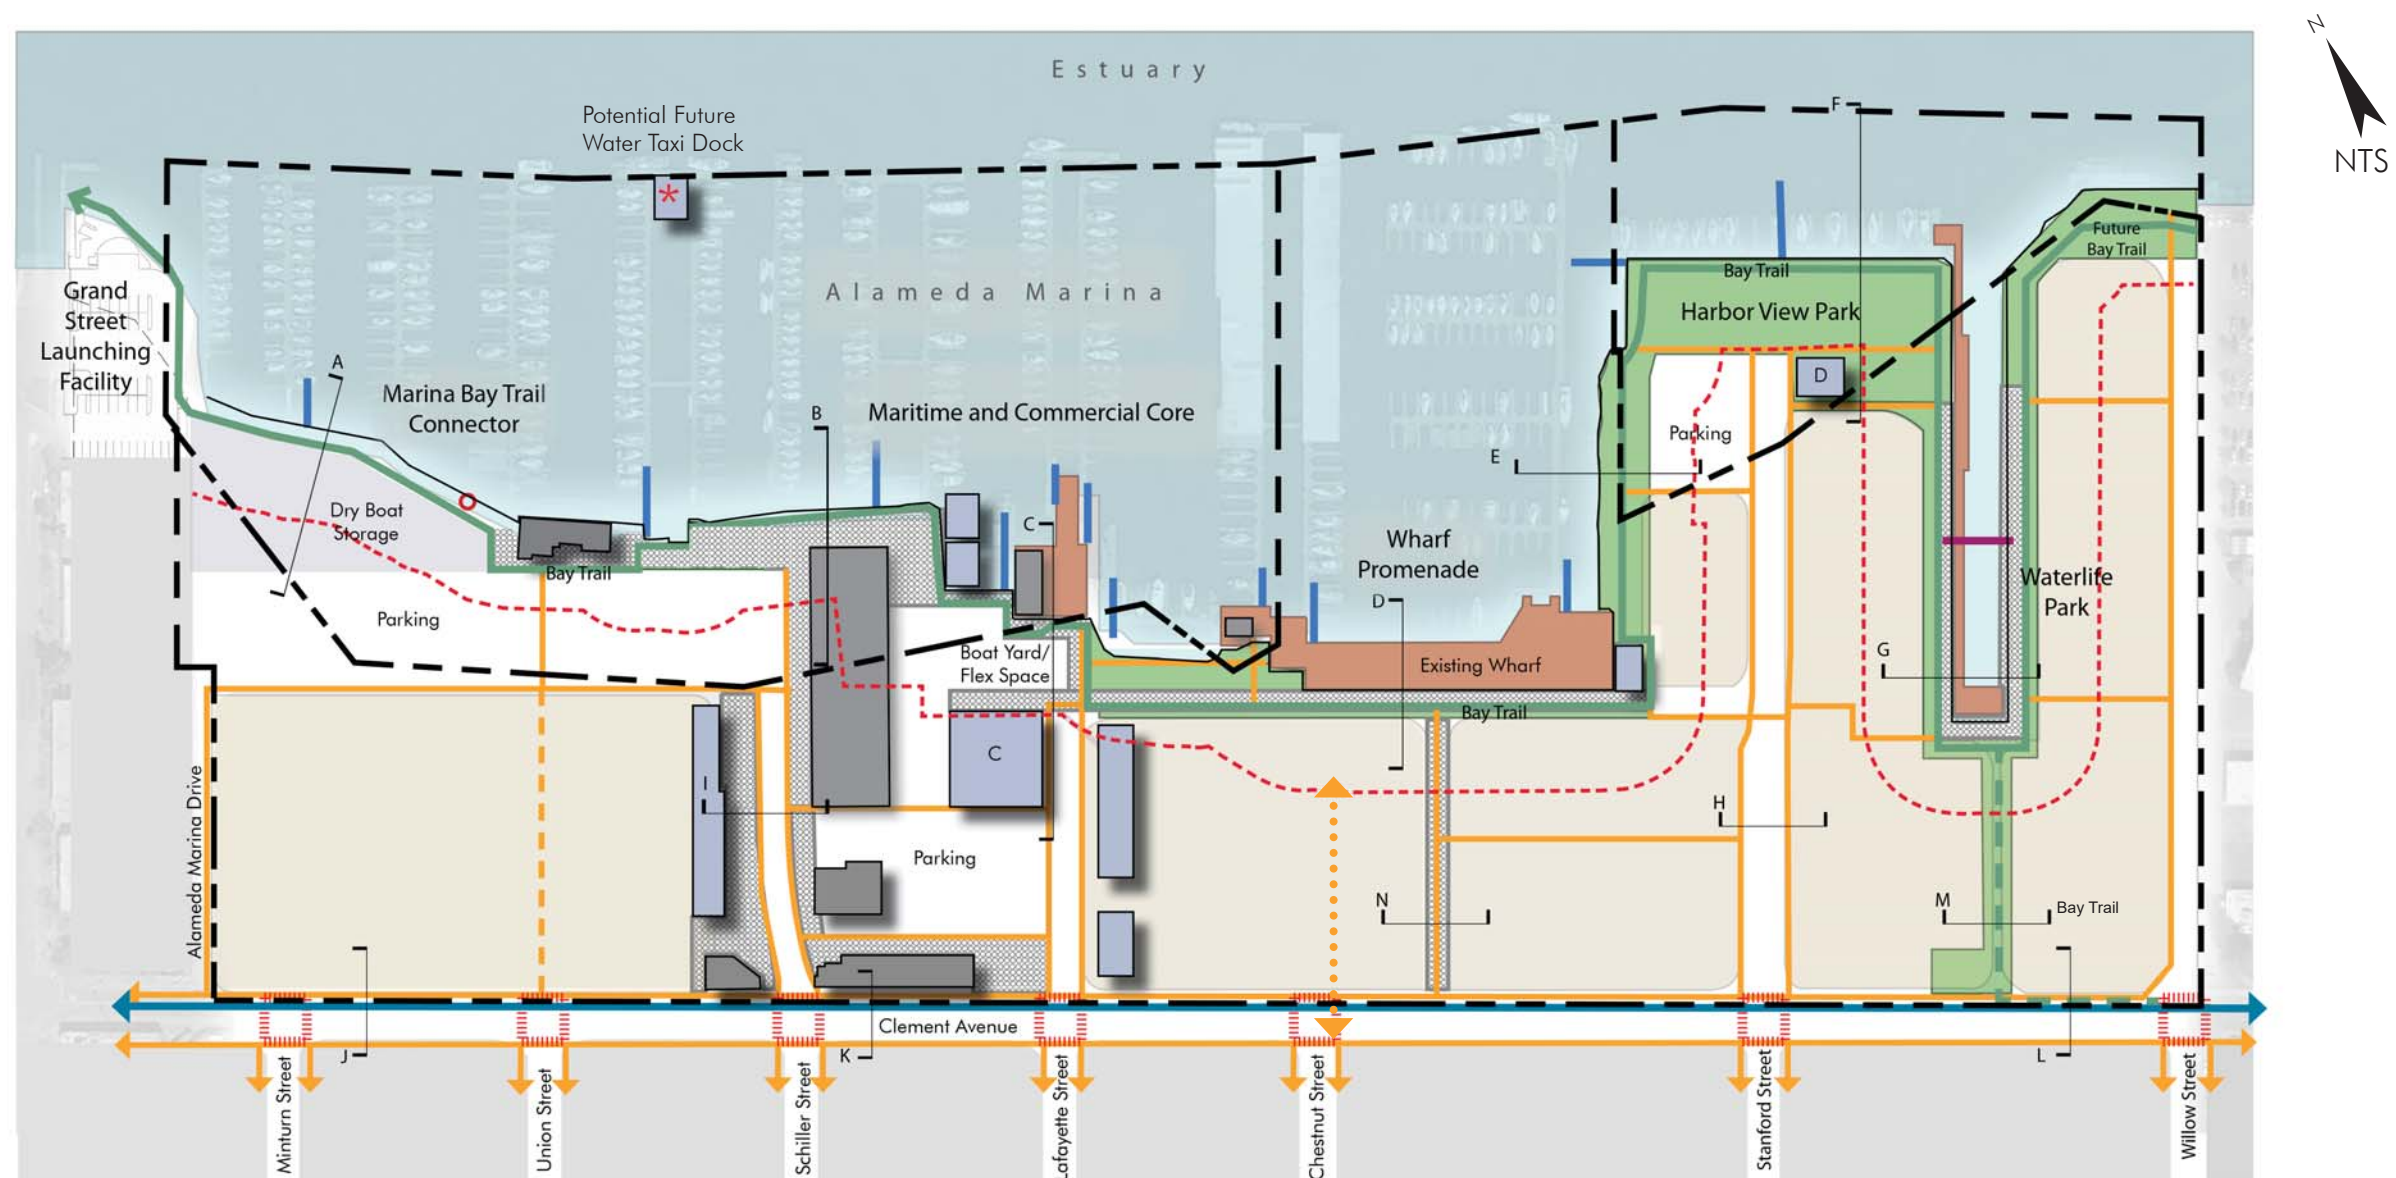 N
NTS
Estuary
Potential Future
Water Taxi Dock
*
F
Future
Bay Trail
Bay Trail
Harbor View Park
Alameda Marina
Grand
Street
Launching
Facility
A
Marina Bay Trail
Connector
B
Maritime and Commercial Core
D
Parking
E
Dry Boat
Storage
C
Wharf
Promenade
D
Bay Trail
Waterlife
Park
Parking
Boat Yard/
Flex Space
Existing Wharf
G
Bay Trail
C
I
H
Alameda Marina Drive
Parking
N
M
Bay Trail
Clement Avenue
J
K
L
Minturn Street
Union Street
Schiller Street
Lafayette Street
Chestnut Street
Stanford Street
Willow Street